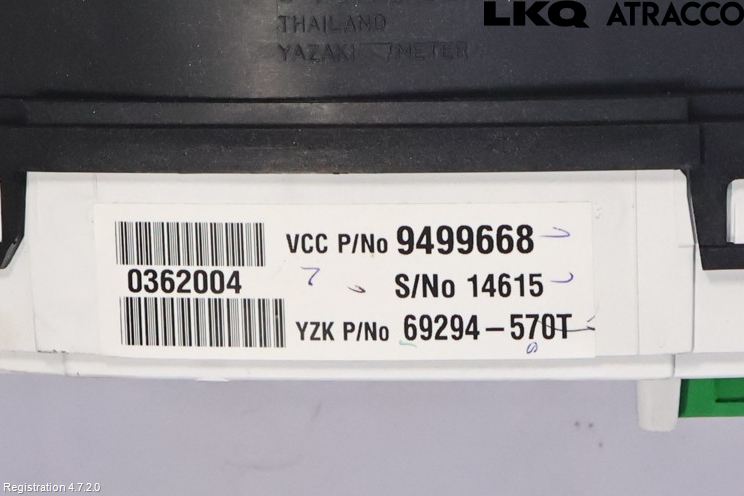 LKQ ATRACCO
THAILAND
YAZAKI METER
VCC P/No 9499668
0362004
S/No 14615
YZK P/No 69294-570T
Registration 4.7.2.0